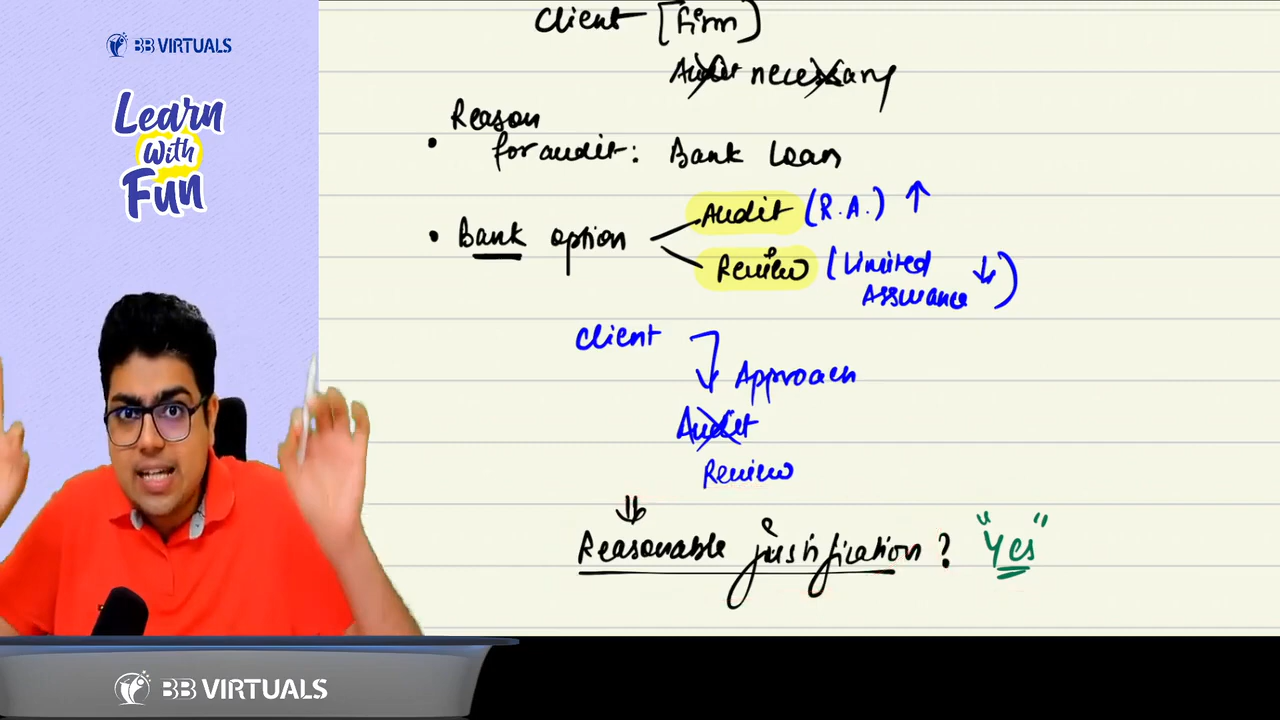 BB VIRTUALS
Learn
With
Fun
Client [Firm]
Audit necessary
• Reason
for audit: Bank Loan
• Bank option
Audit (R.A.) ↑
Review (Limited
Assurance ↓)
Client
Approach
Audit
Review
⇓
Reasonable justification? "Yes"
BB VIRTUALS